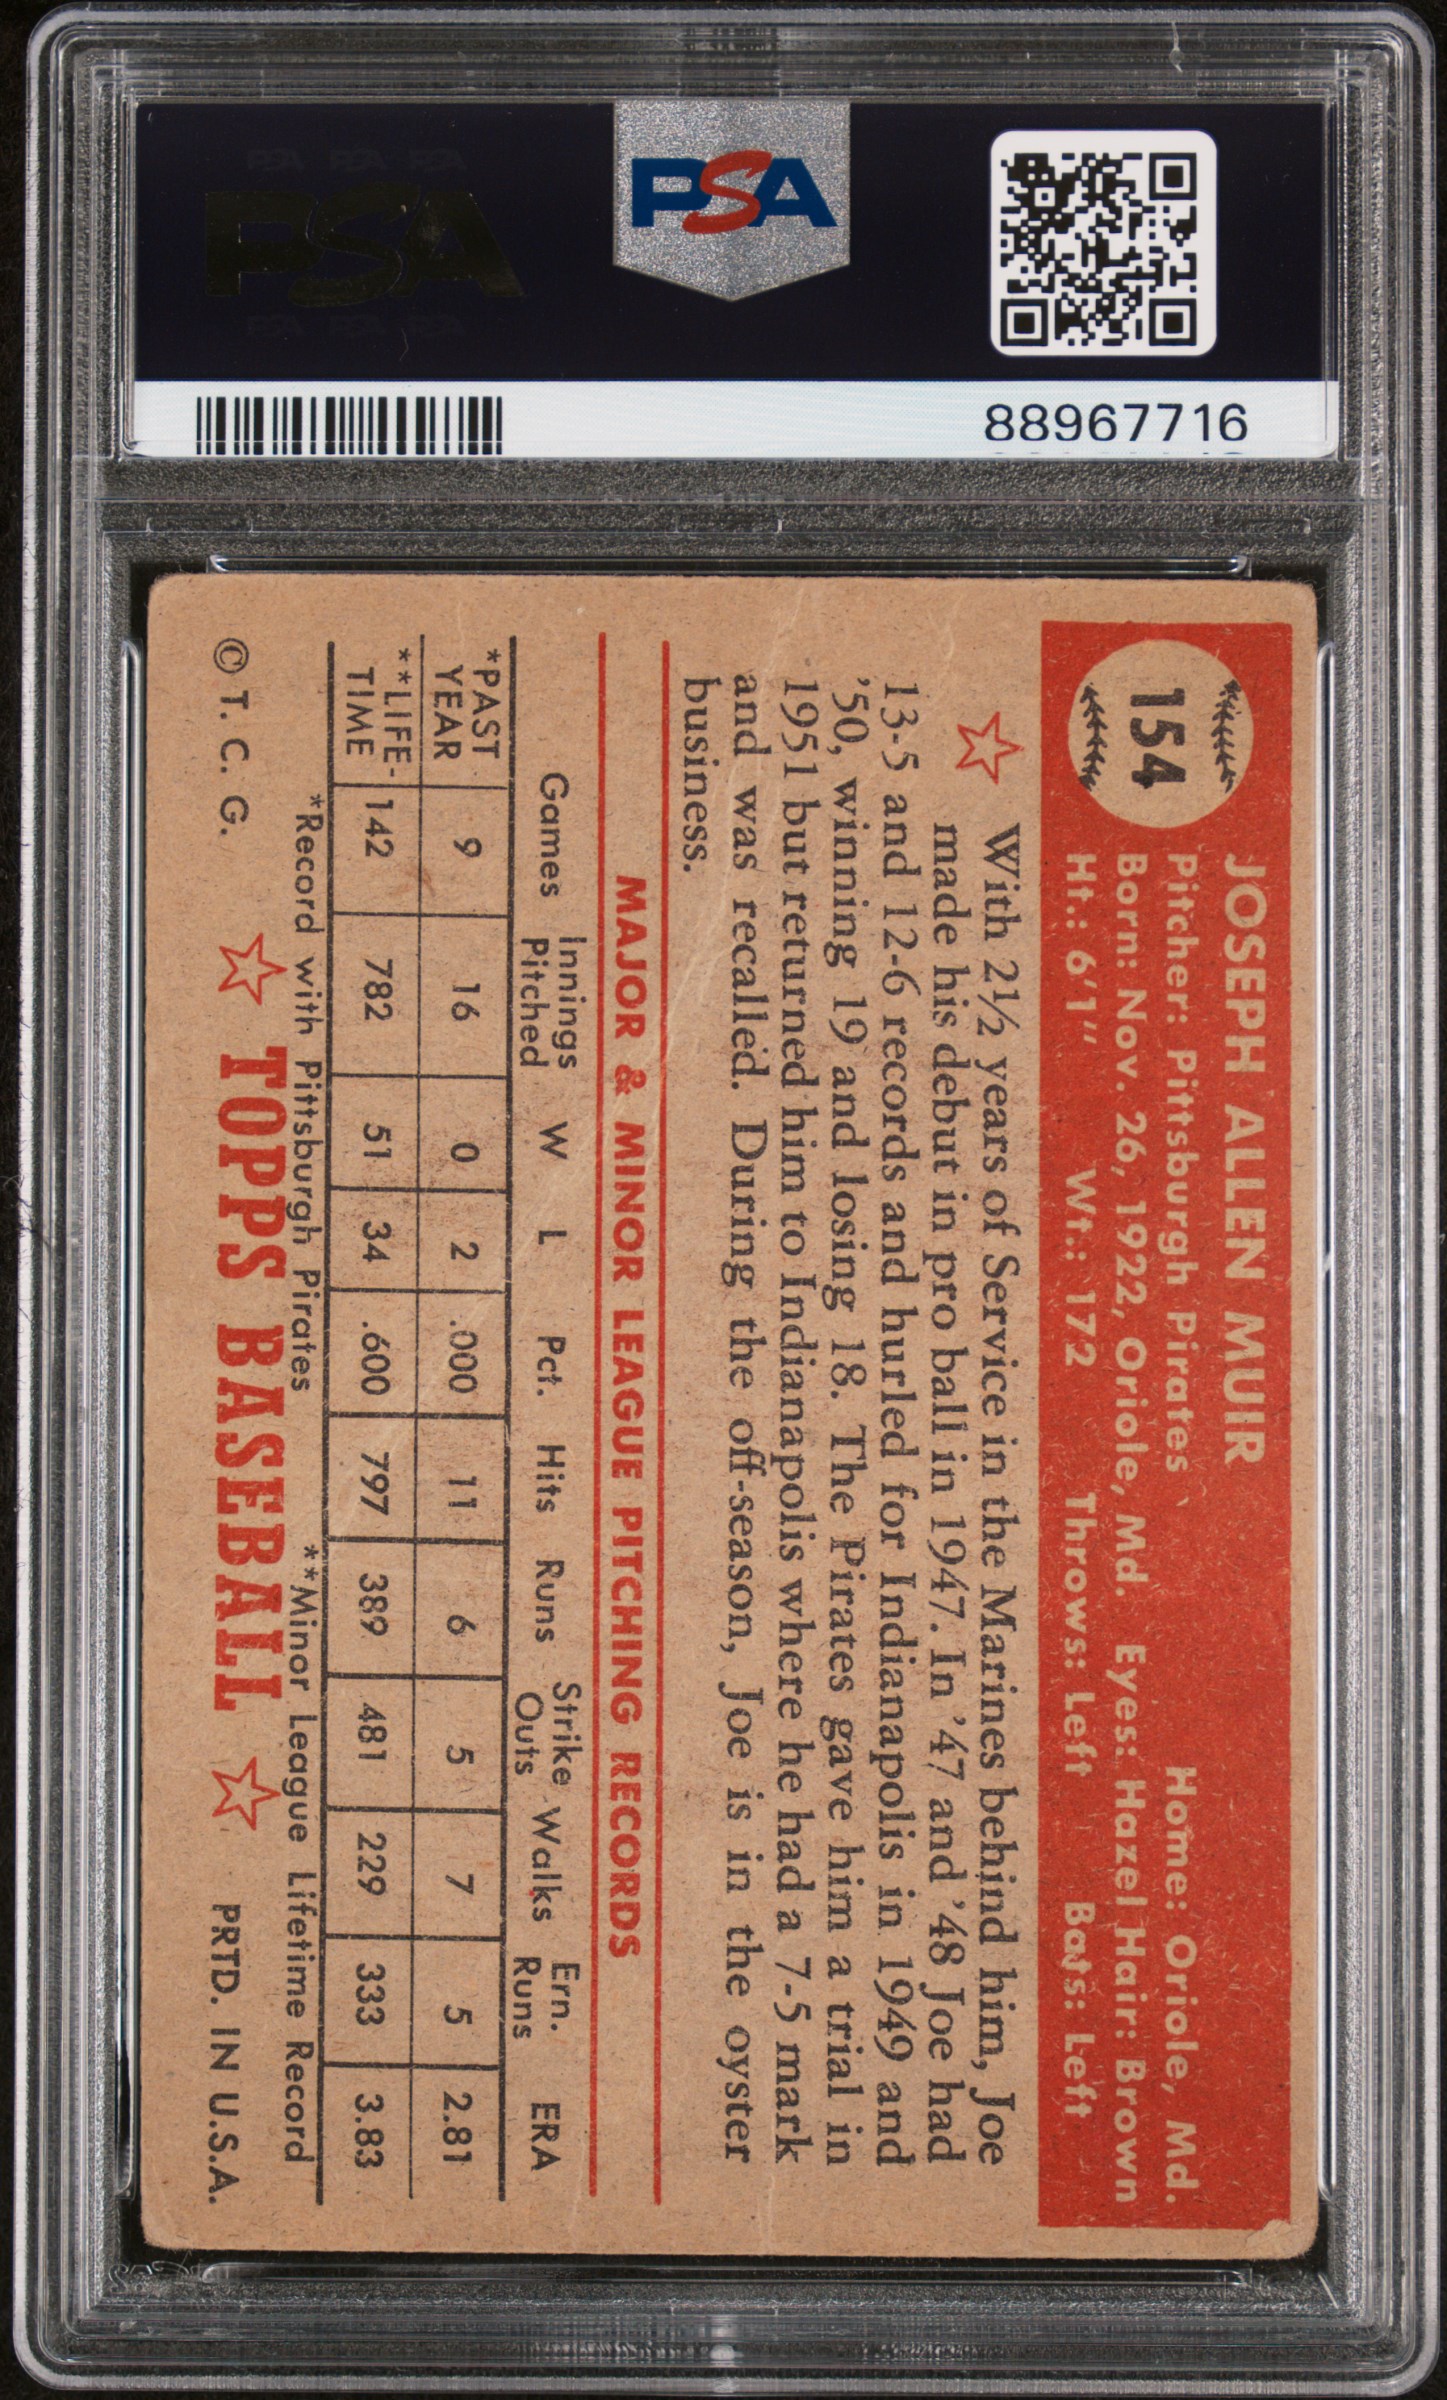 PSA PSA PSA
PSA
PSA PSA PSA
PSA
88967716
154
JOSEPH ALLEN MUIR
Pitcher: Pittsburgh Pirates Home: Oriole, Md.
Born: Nov. 26, 1922, Oriole, Md. Eyes: Hazel Hair: Brown
Ht.: 6'1" Wt.: 172 Throws: Left Bats: Left
With 2½ years of Service in the Marines behind him, Joe
made his debut in pro ball in 1947. In '47 and '48 Joe had
13-5 and 12-6 records and hurled for Indianapolis in 1949 and
'50, winning 19 and losing 18. The Pirates gave him a trial in
1951 but returned him to Indianapolis where he had a 7-5 mark
and was recalled. During the off-season, Joe is in the oyster
business.
MAJOR & MINOR LEAGUE PITCHING RECORDS
Games Innings Pitched W L Pct. Hits Runs Strike Outs Walks Ern. Runs ERA
*PAST YEAR 9 16 0 2 .000 11 6 5 7 5 2.81
**LIFE-TIME 142 782 51 34 .600 797 389 481 229 333 3.83
*Record with Pittsburgh Pirates **Minor League Lifetime Record
© T. C. G. TOPPS BASEBALL PRTD. IN U.S.A.